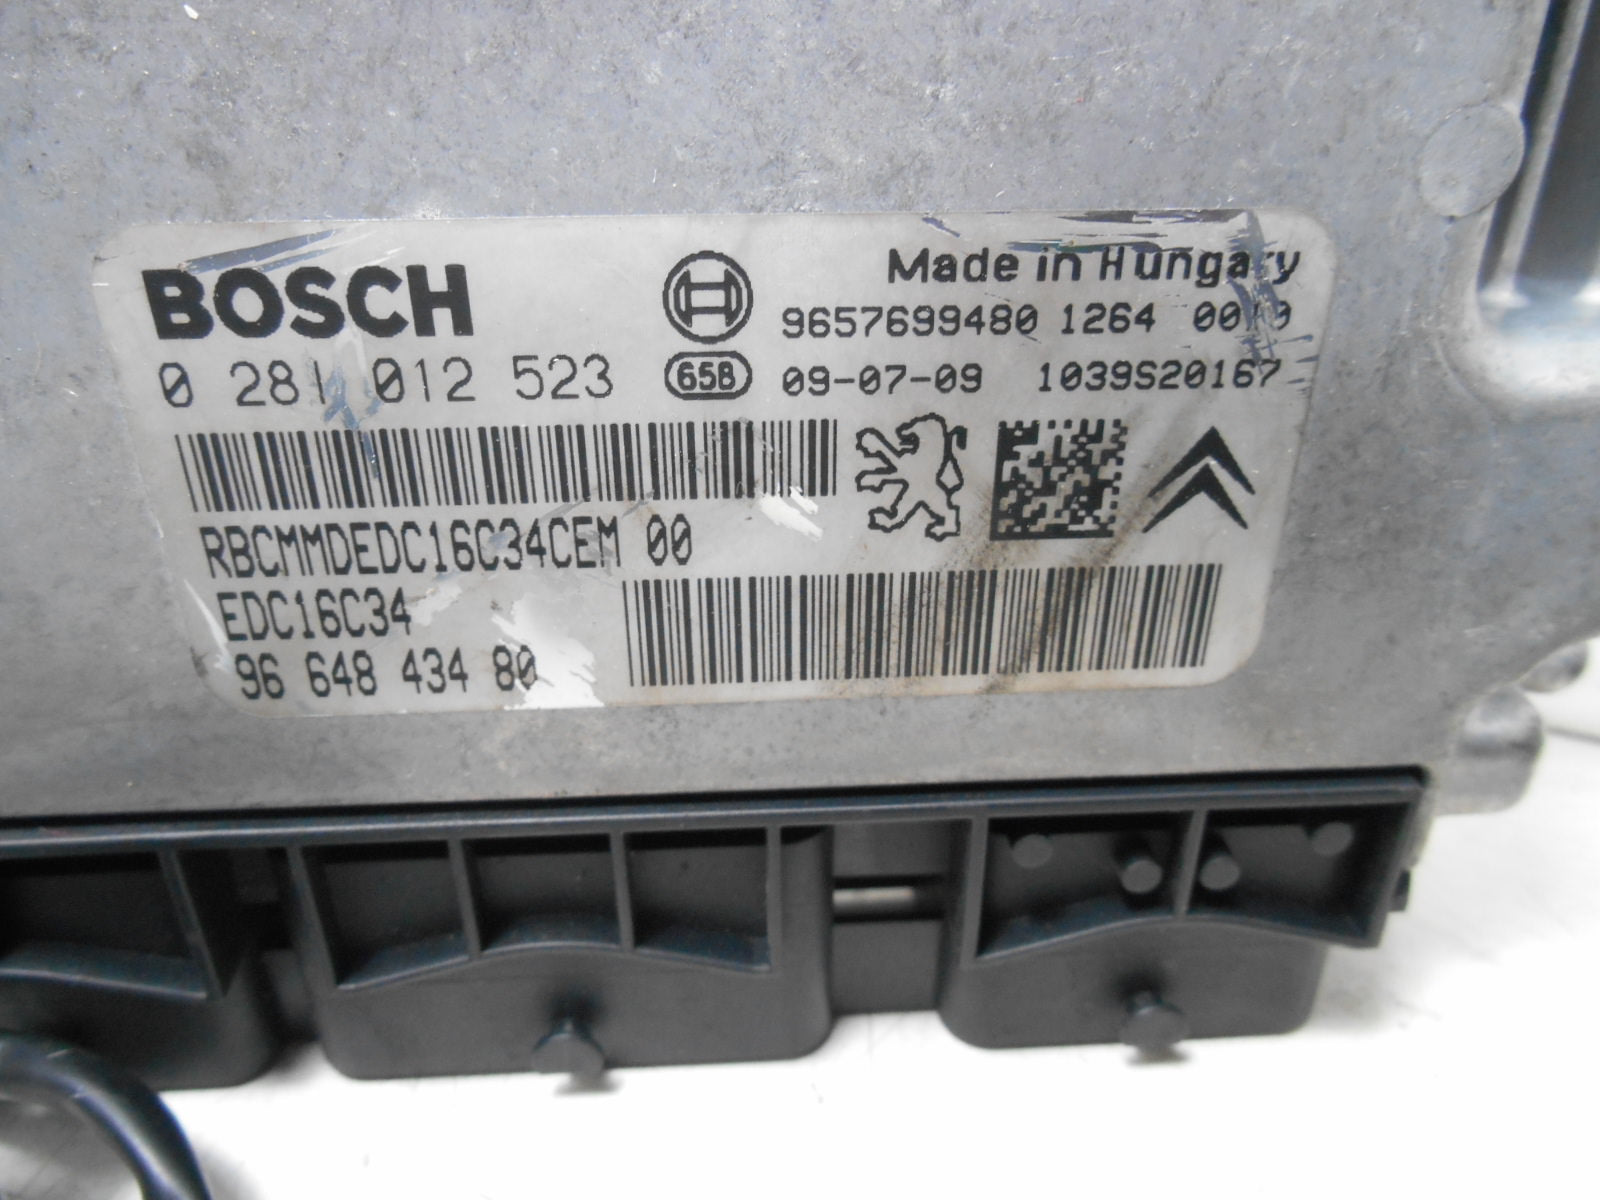 BOSCH
Made in Hungary
9657699480 1264
0 281 012 523
658
09-07-09 1039S20167
RBCMMDEDC16C34CEM 00
EDC16C34
96 648 434 80